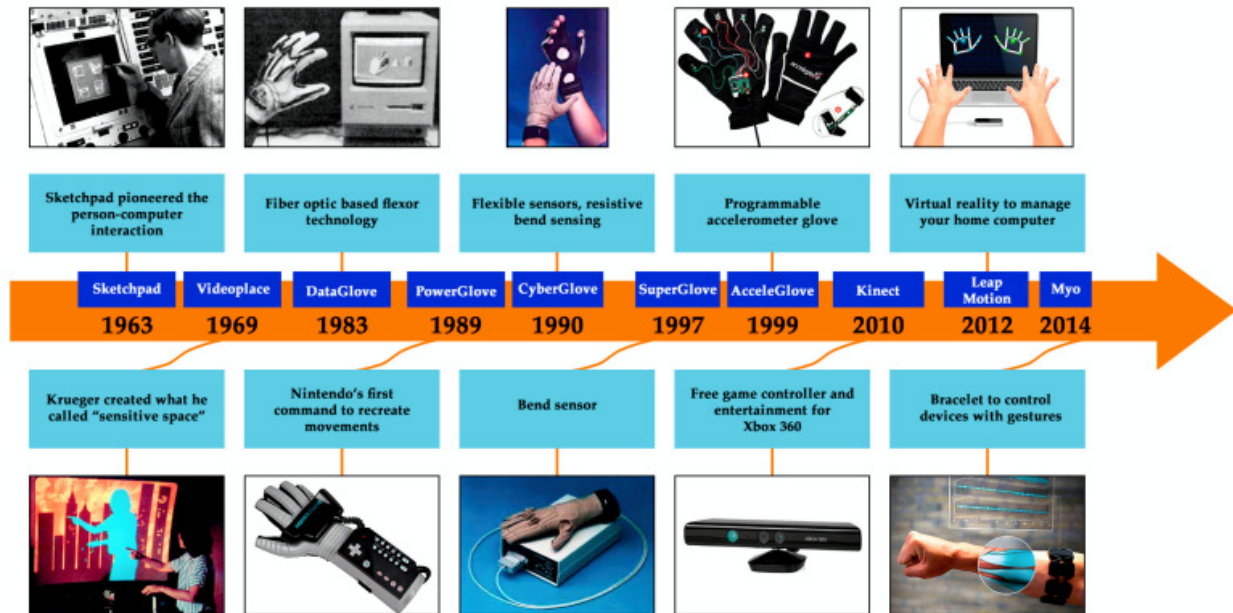 Sketchpad pioneered the
person-computer
interaction
Fiber optic based flexor
technology
Flexible sensors, resistive
bend sensing
Programmable
accelerometer glove
Virtual reality to manage
your home computer
Sketchpad
Videoplace
DataGlove
PowerGlove
CyberGlove
SuperGlove
AcceleGlove
Kinect
Leap
Motion
Myo
1963
1969
1983
1989
1990
1997
1999
2010
2012
2014
Krueger created what he
called “sensitive space”
Nintendo’s first
command to recreate
movements
Bend sensor
Free game controller and
entertainment for
Xbox 360
Bracelet to control
devices with gestures
XBOX 360